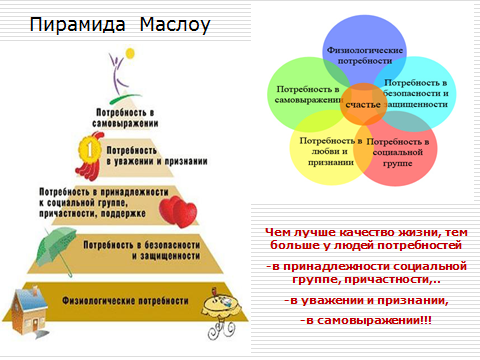 Пирамида Маслоу
Потребность в
самовыражении
1
Потребность
в уважении и признании
Потребность в принадлежности
к социальной группе,
причастности, поддержке
Потребность в безопасности
и защищенности
Физиологические потребности
Физиологические
потребности
Потребность в
самовыражении
Потребность в
безопасности и
защищенности
счастье
Потребность в
любви и
признании
Потребность в
социальной
группе
Чем лучше качество жизни, тем
больше у людей потребностей
-в принадлежности социальной
группе, причастности,..
-в уважении и признании,
-в самовыражении!!!